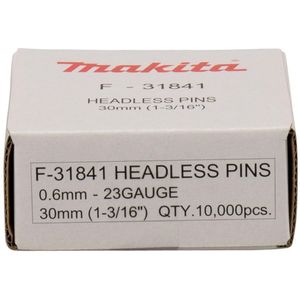 makita
F - 31841
HEADLESS PINS
30mm (1-3/16")
F-31841 HEADLESS PINS
0.6mm - 23GAUGE
30mm (1-3/16") QTY.10,000pcs.